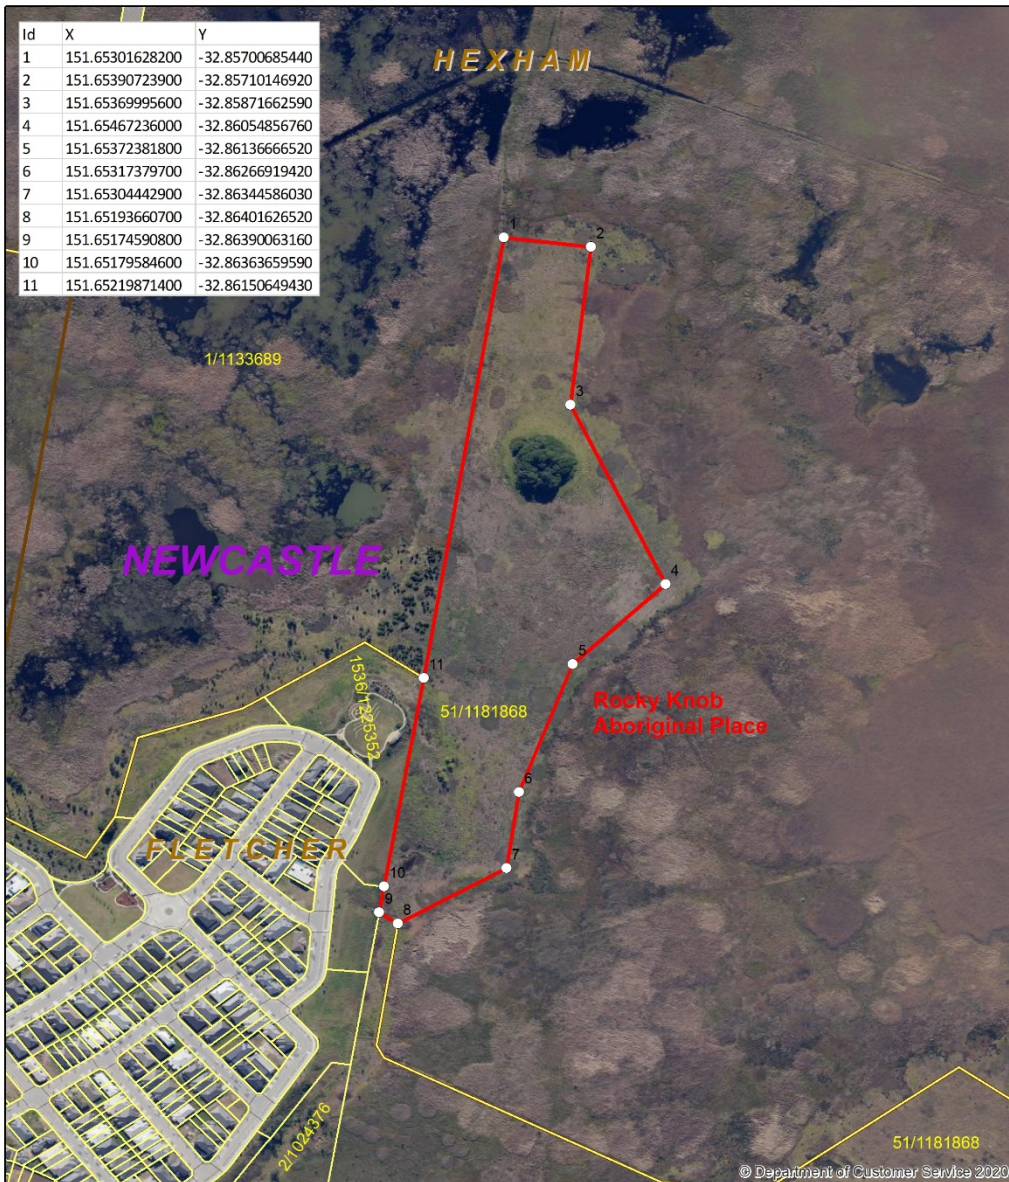 Id X Y
1 151.65301628200 -32.85700685440
2 151.65390723900 -32.85710146920
3 151.65369995600 -32.85871662590
4 151.65467236000 -32.86054856760
5 151.65372381800 -32.86136666520
6 151.65317379700 -32.86266919420
7 151.65304442900 -32.86344586030
8 151.65193660700 -32.86401626520
9 151.65174590800 -32.86390063160
10 151.65179584600 -32.86363659590
11 151.65219871400 -32.86150649430
HEXHAM
1
2
1/1133689
3
NEWCASTLE
4
5
11
1536/1225352
51/1181868
Rocky Knob
Aboriginal Place
6
FLETCHER
7
10
9
8
2/1024376
51/1181868
© Department of Customer Service 2020